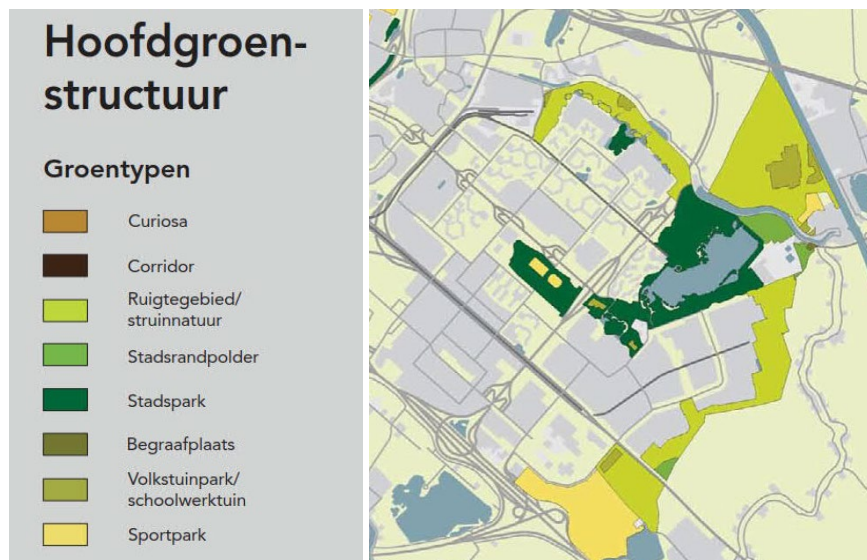 Hoofdgroen-
structuur
Groentypen
Curiosa
Corridor
Ruigtegebied/
struinnatuur
Stadsrandpolder
Stadspark
Begraafplaats
Volkstuinpark/
schoolwerktuin
Sportpark